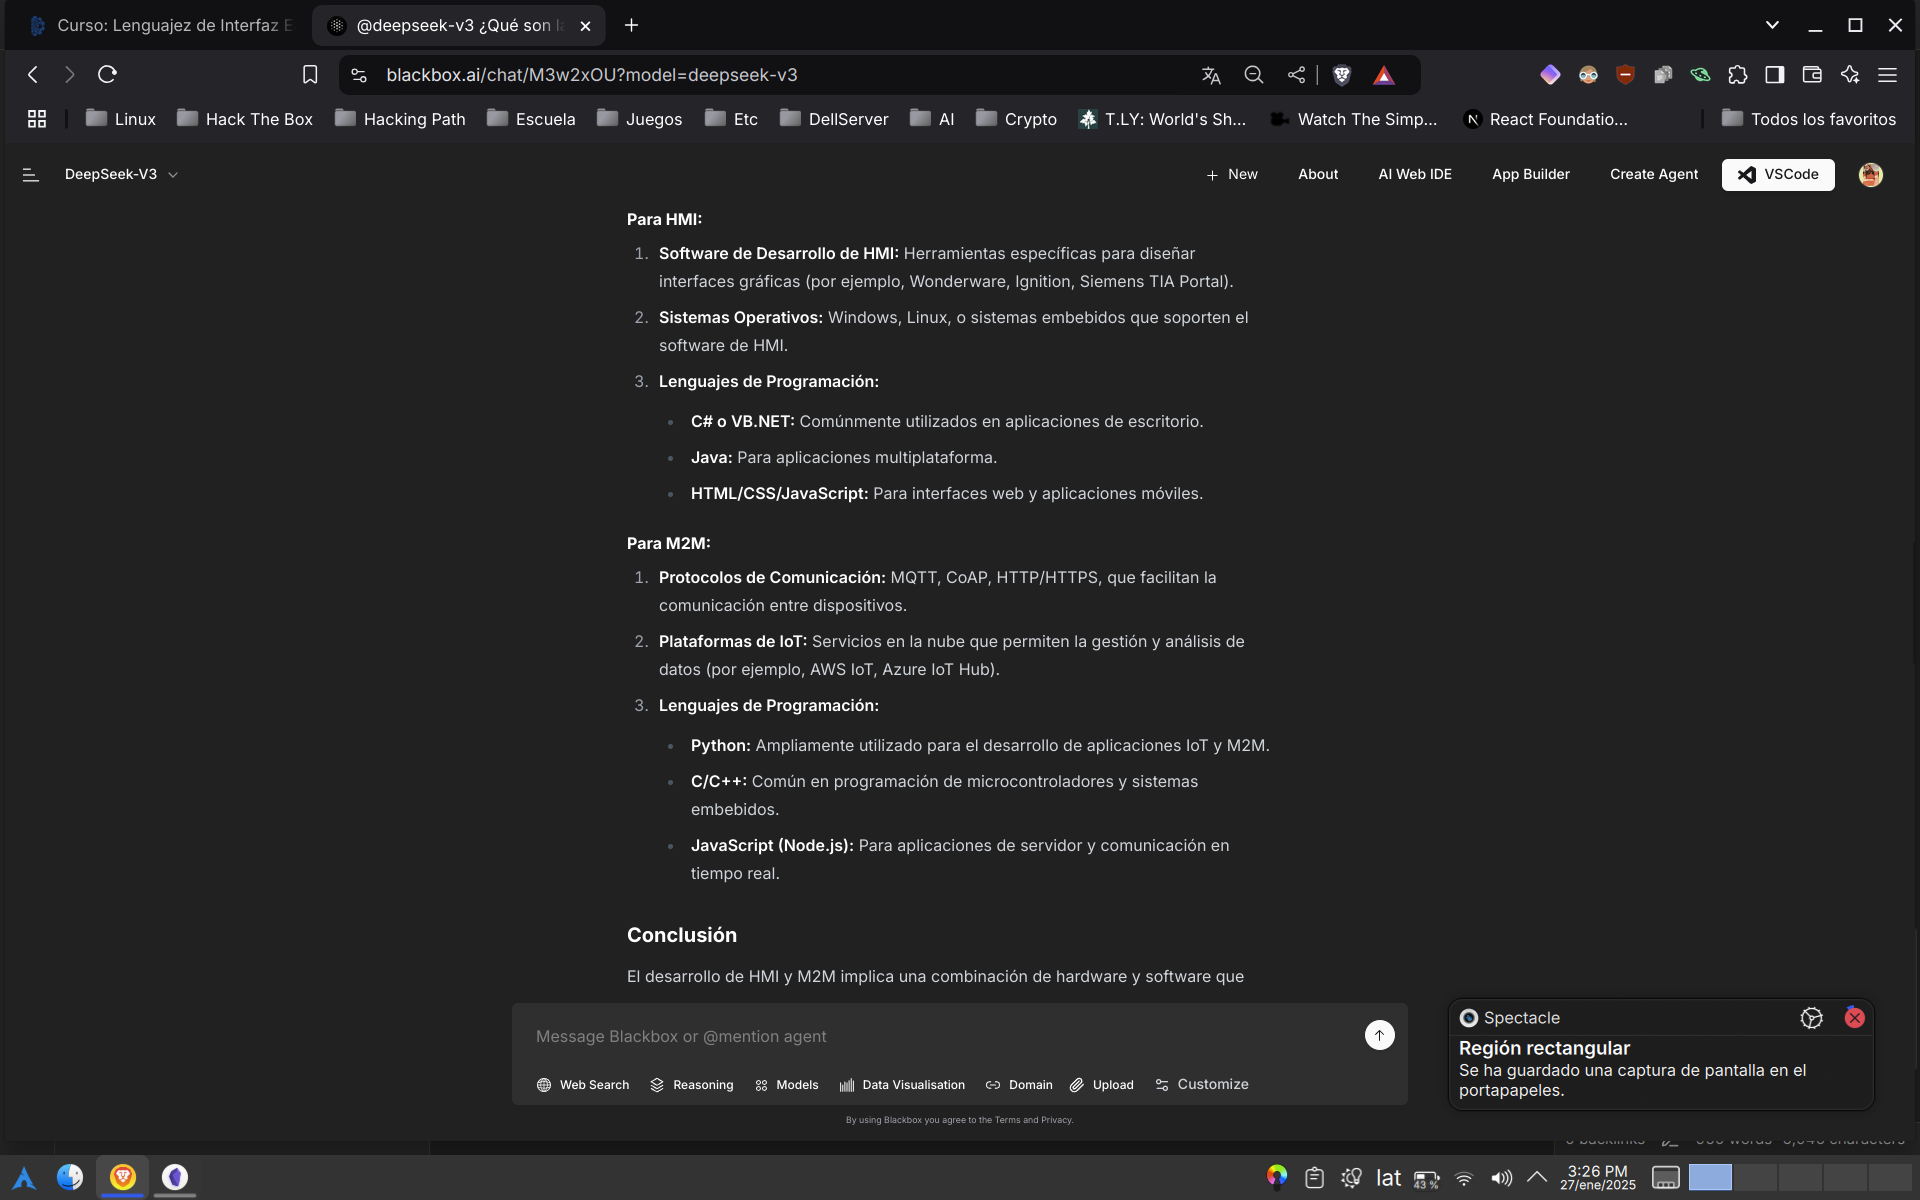 Curso: Lenguajez de Interfaz E
@deepseek-v3 ¿Qué son la
blackbox.ai/chat/M3w2xOU?model=deepseek-v3
Linux
Hack The Box
Hacking Path
Escuela
Juegos
Etc
DellServer
AI
Crypto
T.LY: World's Sh...
Watch The Simp...
React Foundatio...
Todos los favoritos
DeepSeek-V3
New
About
AI Web IDE
App Builder
Create Agent
VSCode
Para HMI:
1. Software de Desarrollo de HMI: Herramientas específicas para diseñar
interfaces gráficas (por ejemplo, Wonderware, Ignition, Siemens TIA Portal).
2. Sistemas Operativos: Windows, Linux, o sistemas embebidos que soporten el
software de HMI.
3. Lenguajes de Programación:
C# o VB.NET: Comúnmente utilizados en aplicaciones de escritorio.
Java: Para aplicaciones multiplataforma.
HTML/CSS/JavaScript: Para interfaces web y aplicaciones móviles.
Para M2M:
1. Protocolos de Comunicación: MQTT, CoAP, HTTP/HTTPS, que facilitan la
comunicación entre dispositivos.
2. Plataformas de IoT: Servicios en la nube que permiten la gestión y análisis de
datos (por ejemplo, AWS IoT, Azure IoT Hub).
3. Lenguajes de Programación:
Python: Ampliamente utilizado para el desarrollo de aplicaciones IoT y M2M.
C/C++: Común en programación de microcontroladores y sistemas
embebidos.
JavaScript (Node.js): Para aplicaciones de servidor y comunicación en
tiempo real.
Conclusión
El desarrollo de HMI y M2M implica una combinación de hardware y software que
Message Blackbox or @mention agent
Web Search
Reasoning
Models
Data Visualisation
Domain
Upload
Customize
By using Blackbox you agree to the Terms and Privacy.
Spectacle
Región rectangular
Se ha guardado una captura de pantalla en el
portapapeles.
lat
43 %
3:26 PM
27/ene/2025